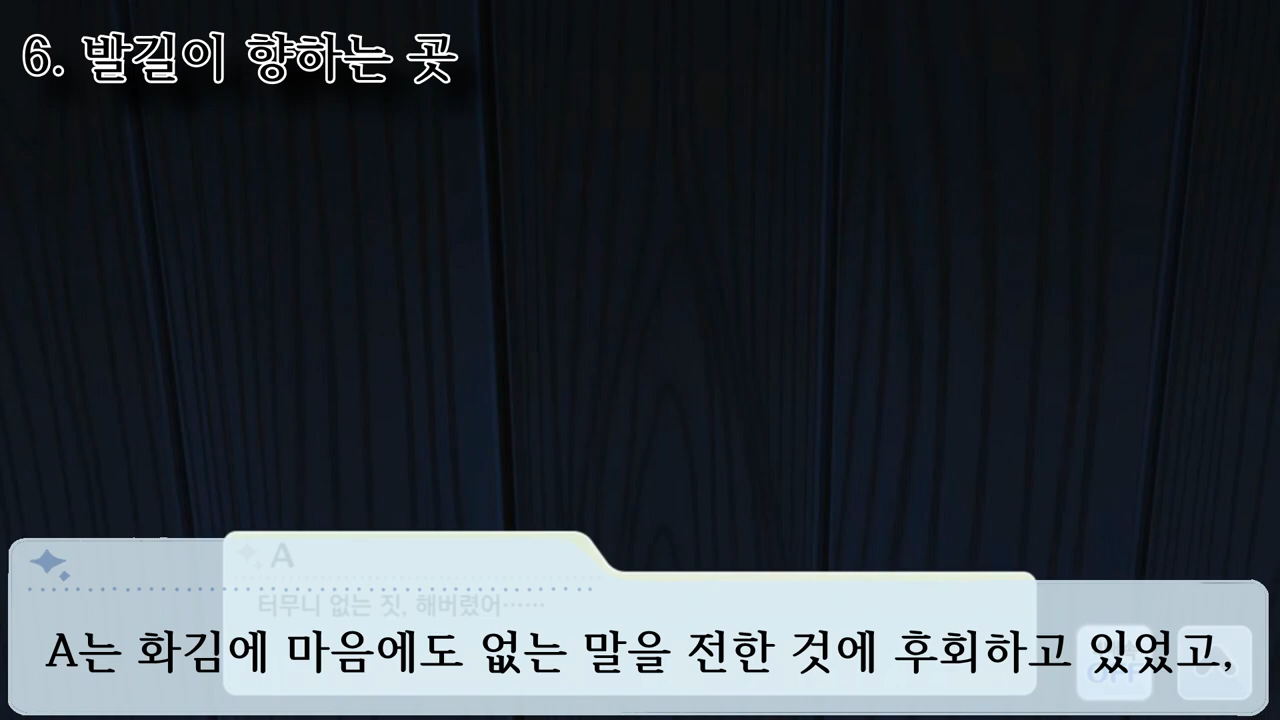 6. 발길이 향하는 곳
A
터무니 없는 짓, 해버렸어……
A는 화김에 마음에도 없는 말을 전한 것에 후회하고 있었고,